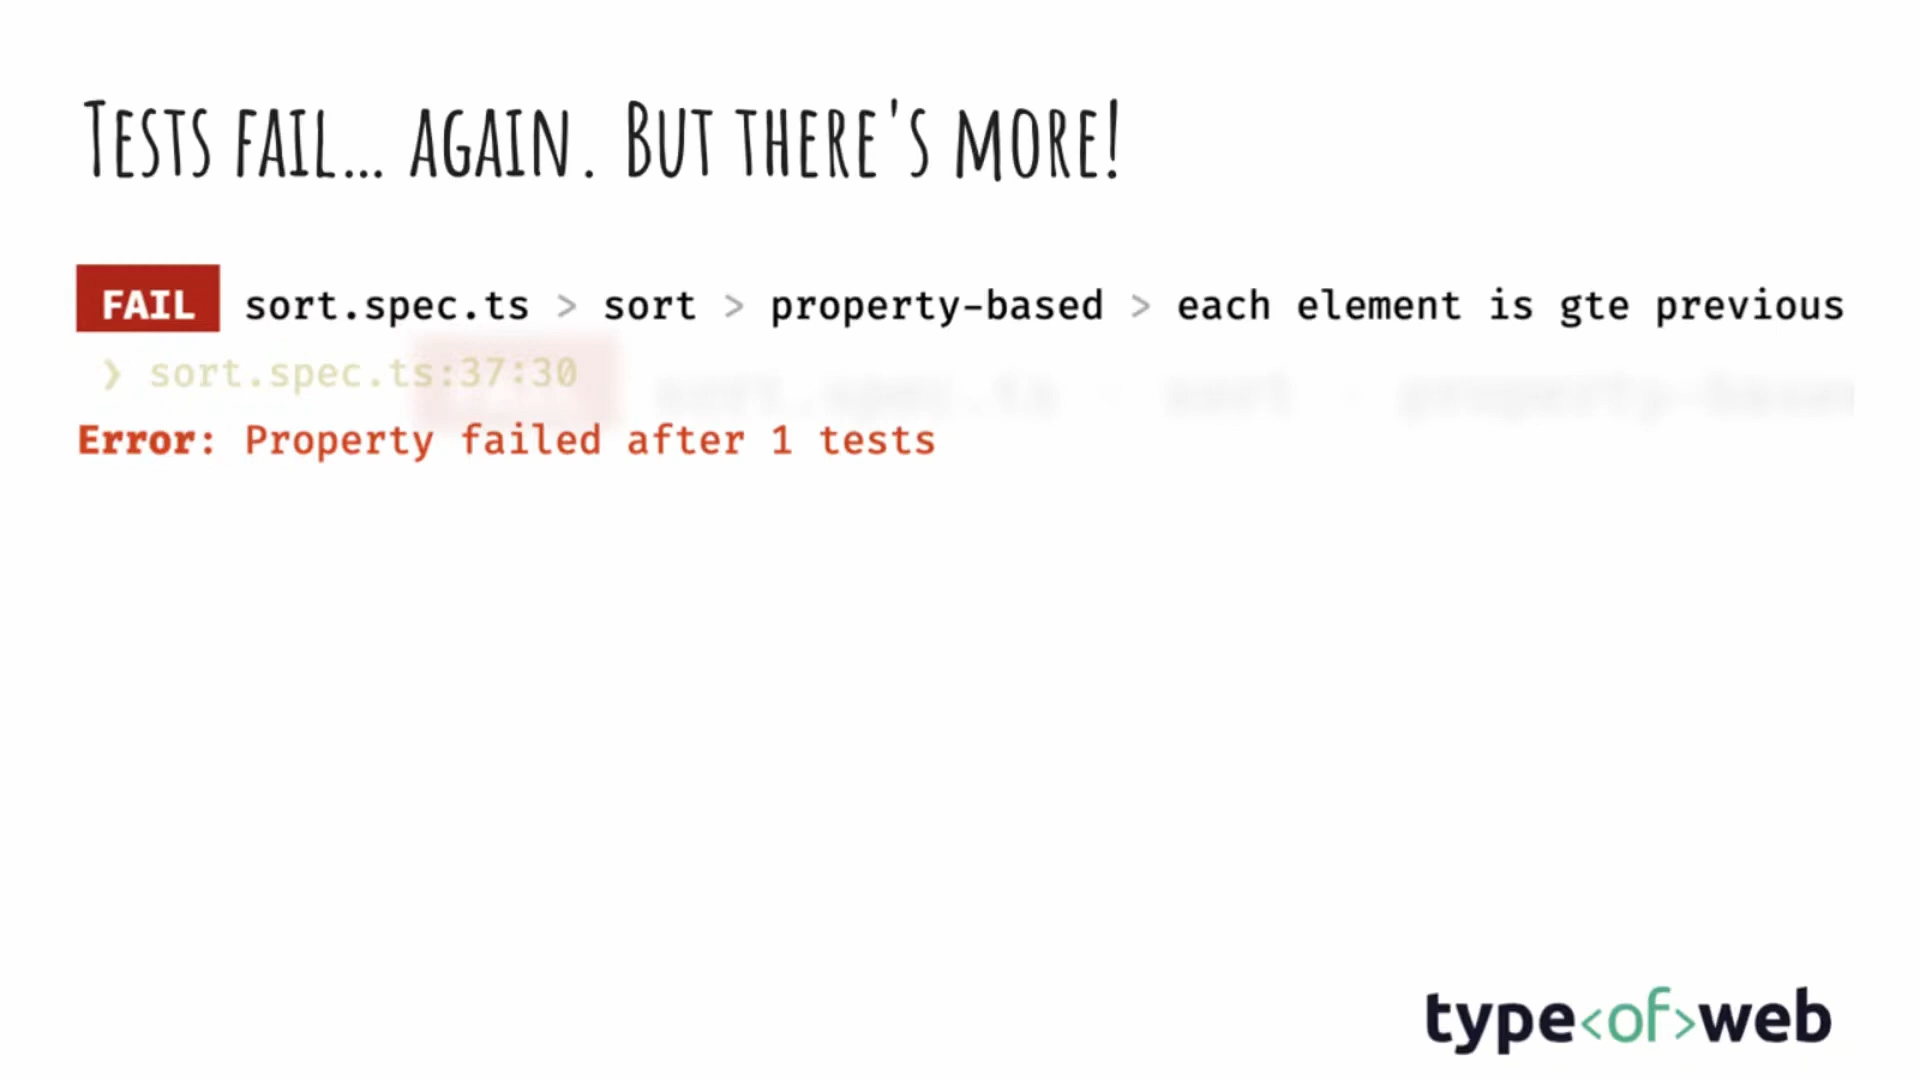 Tests fail… again. But there's more!
FAIL sort.spec.ts > sort > property-based > each element is gte previous
❯ sort.spec.ts:37:30
Error: Property failed after 1 tests
type<of>web